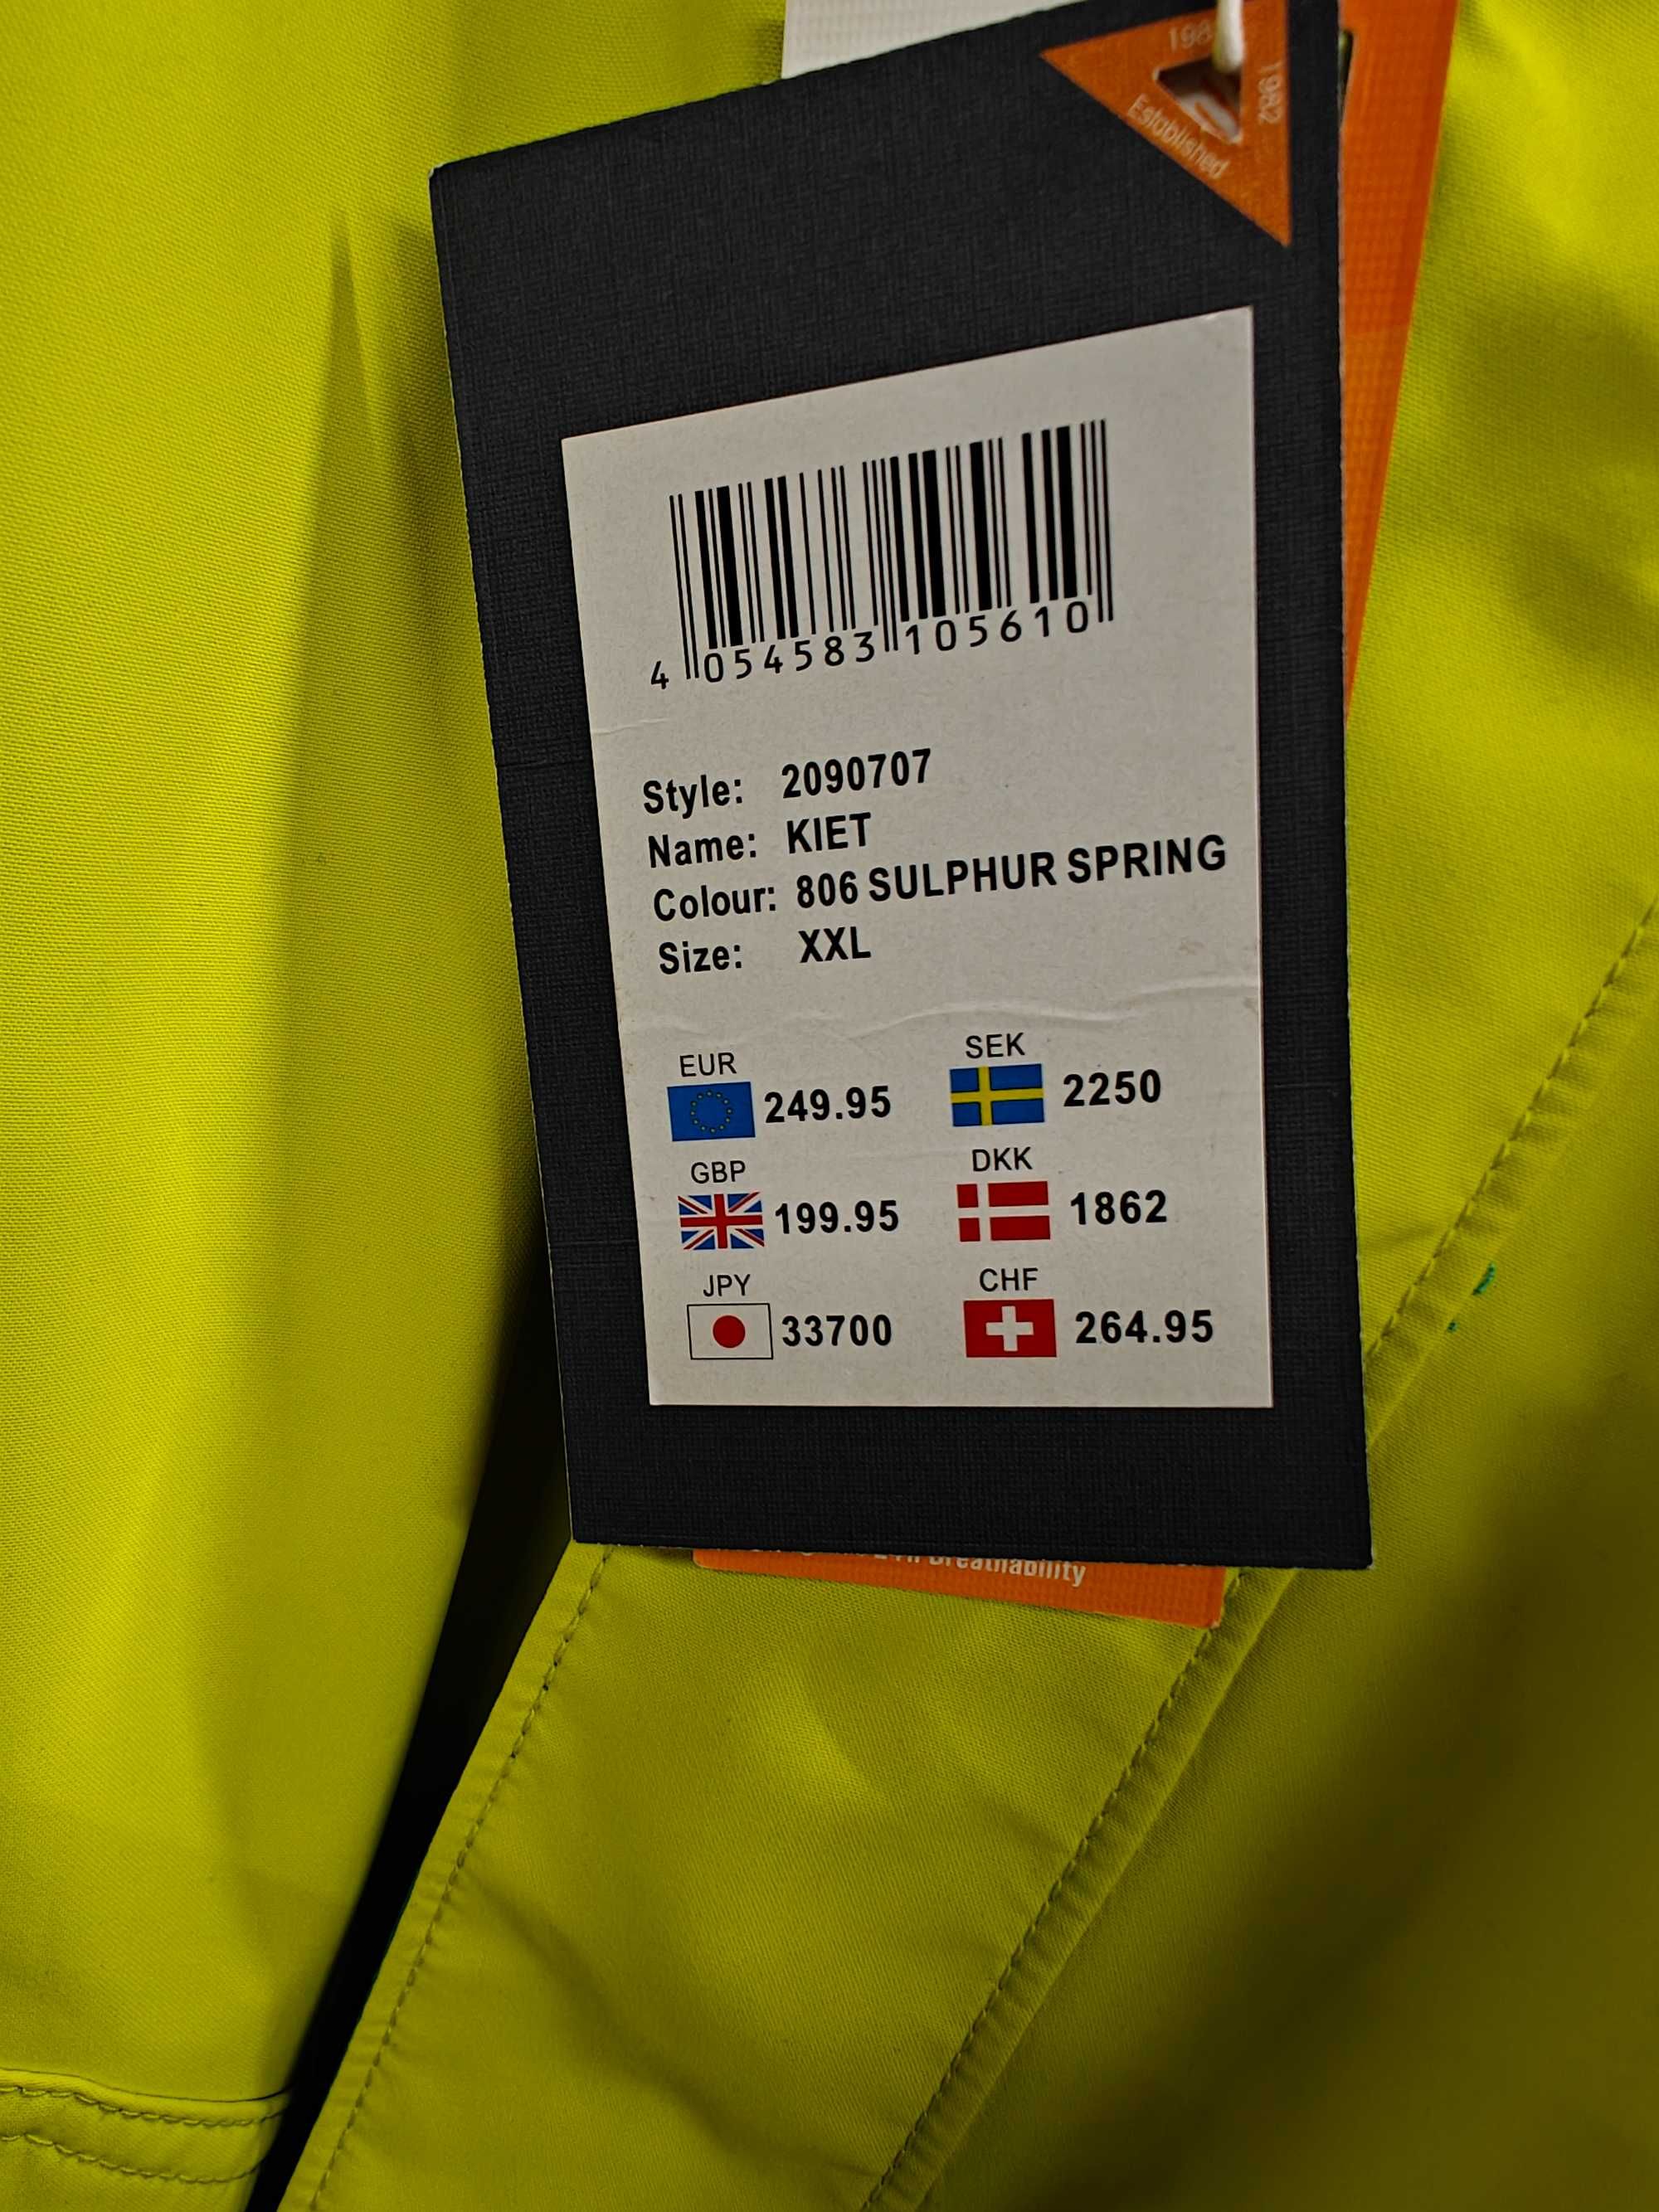 198
1982
Established
4 054583 105610
Style: 2090707
Name: KIET
Colour: 806 SULPHUR SPRING
Size: XXL
EUR SEK
249.95 2250
GBP DKK
199.95 1862
JPY CHF
33700 264.95
Breathability